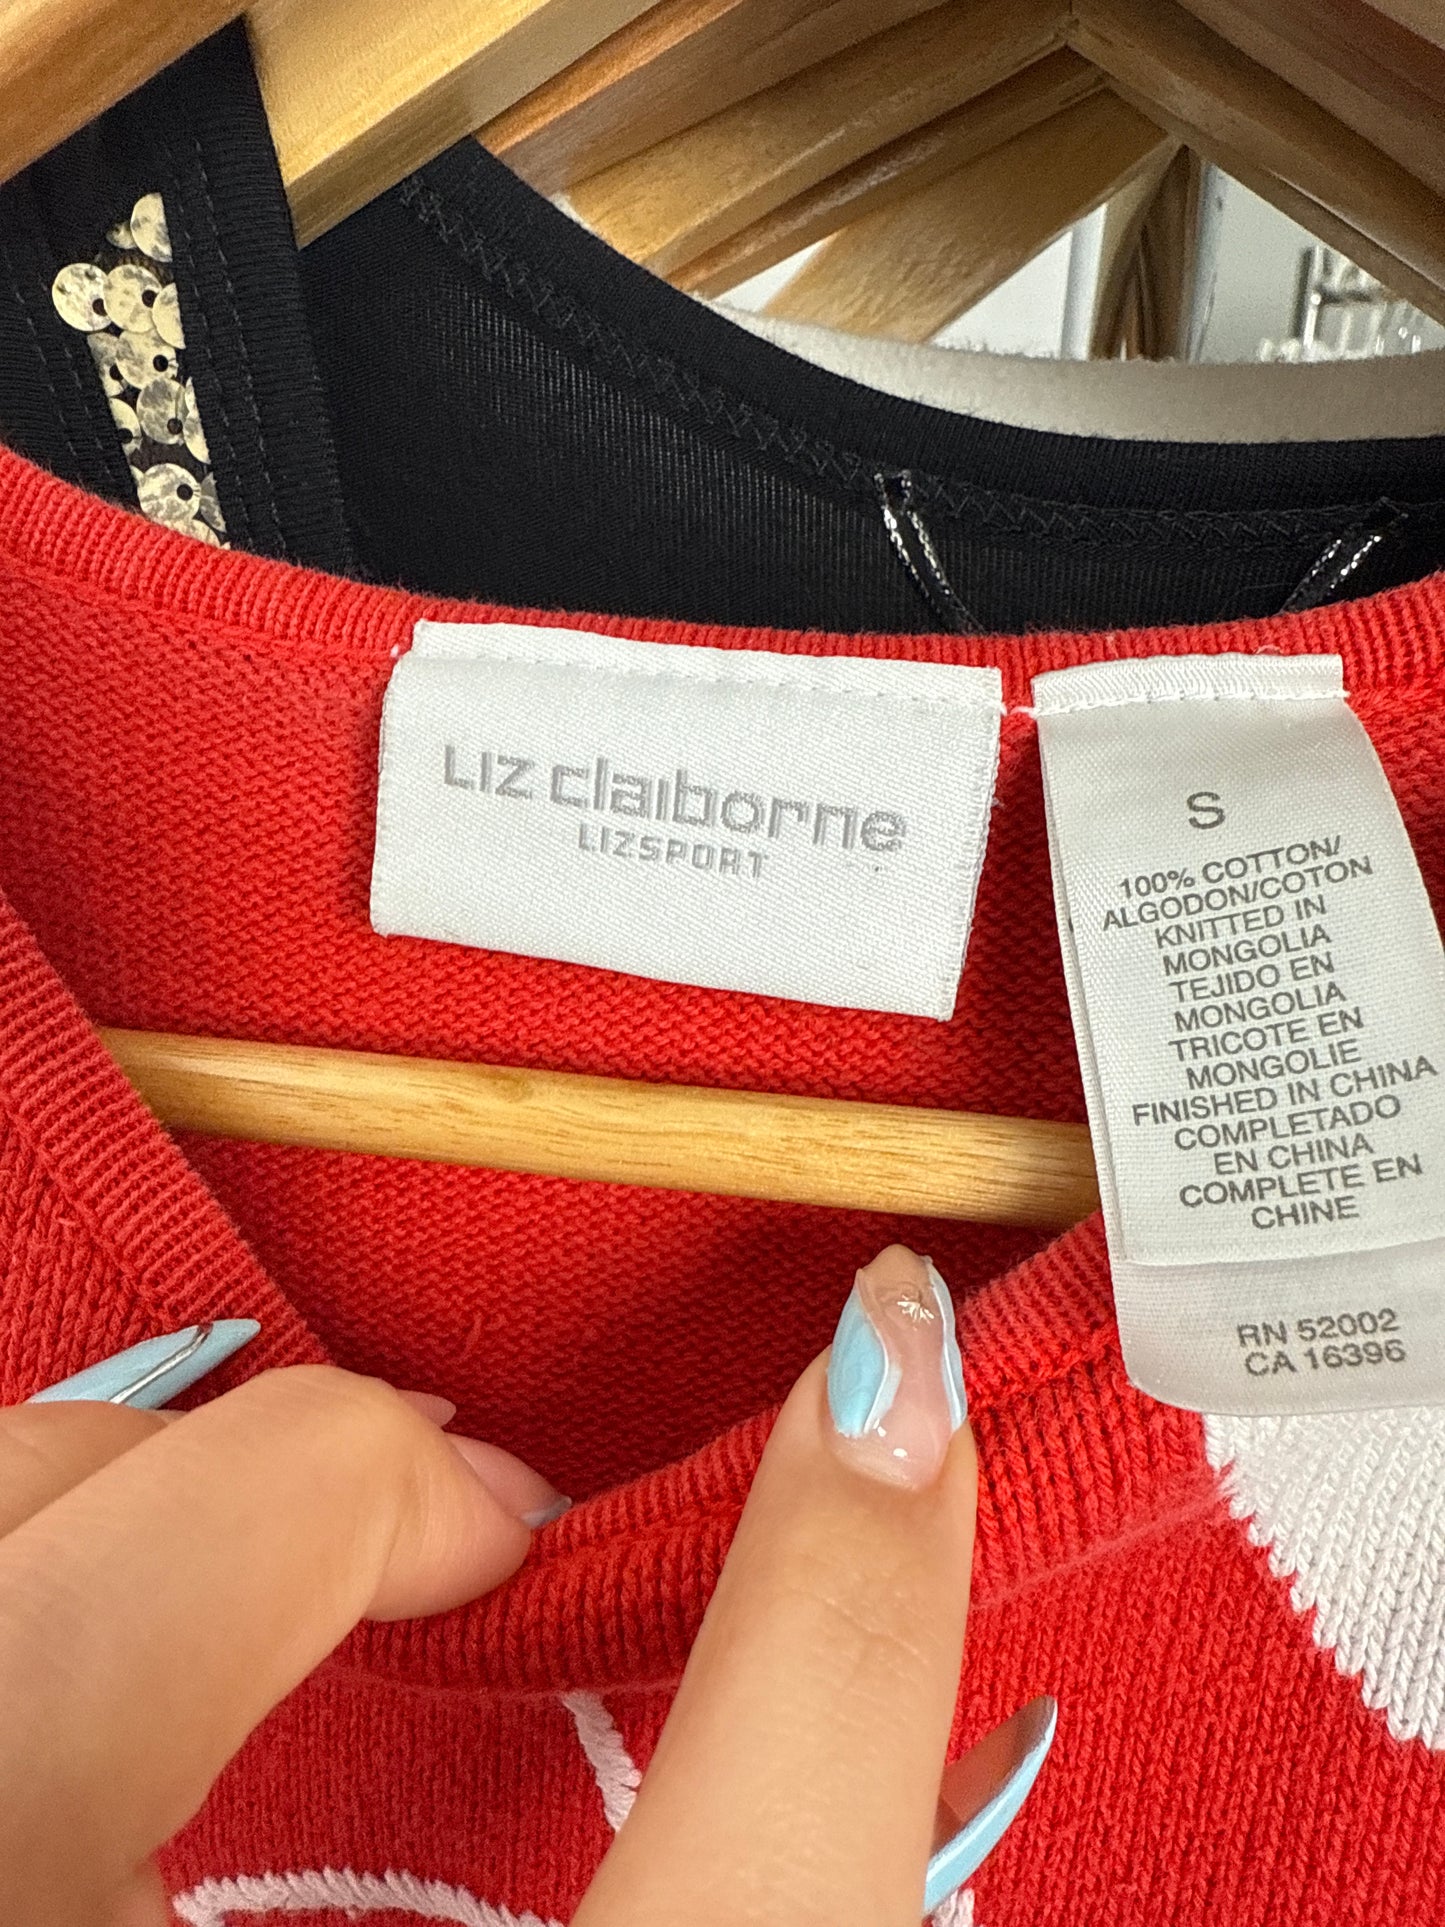 Liz claiborne
LIZSPORT
S
100% COTTON/
ALGODON/COTON
KNITTED IN
MONGOLIA
TEJIDO EN
MONGOLIA
TRICOTE EN
MONGOLIE
FINISHED IN CHINA
COMPLETADO
EN CHINA
COMPLETE EN
CHINE
RN 52002
CA 16396